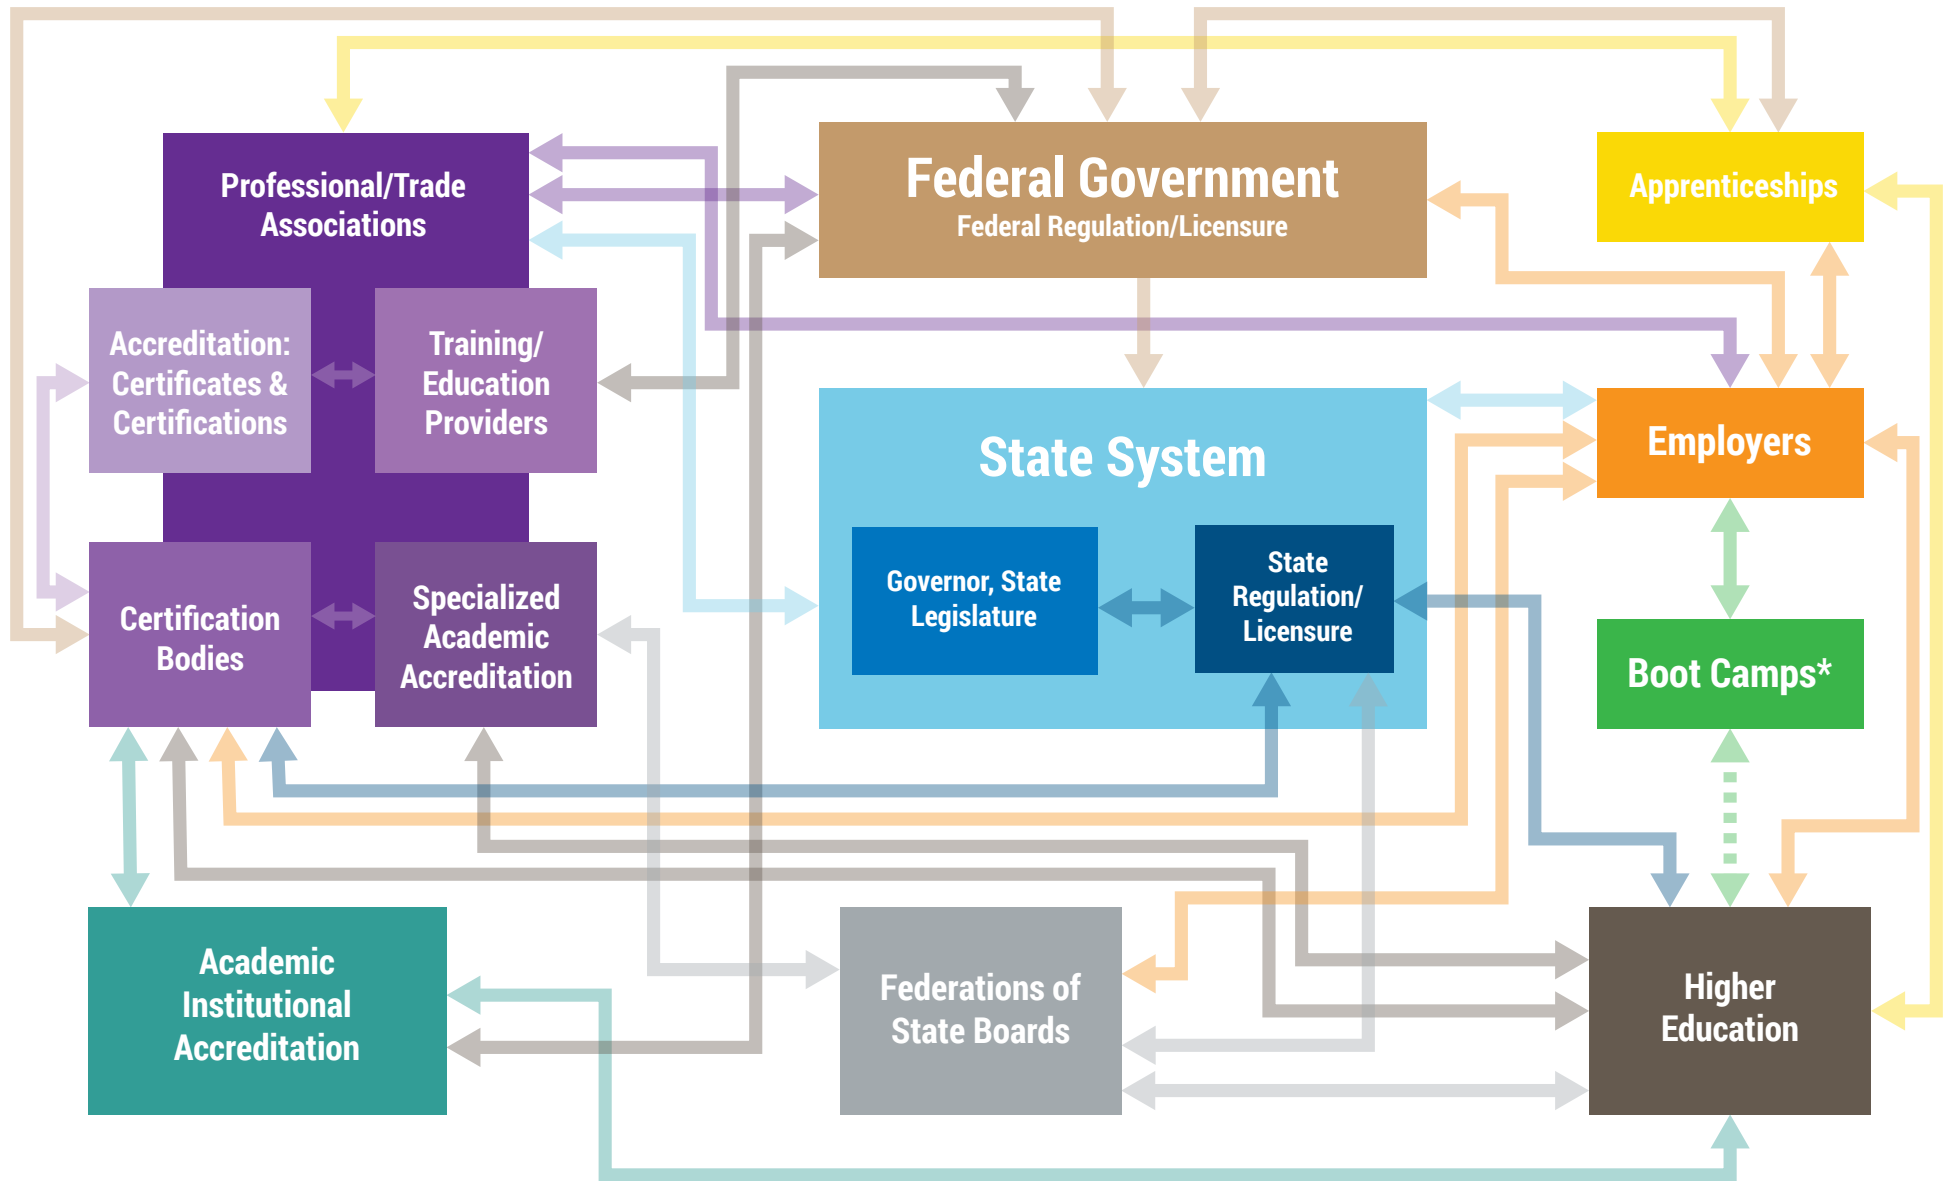 Professional/Trade
Associations
Federal Government
Federal Regulation/Licensure
Apprenticeships
Accreditation:
Certificates &
Certifications
Training/
Education
Providers
State System
Employers
Governor, State
Legislature
State
Regulation/
Licensure
Certification
Bodies
Specialized
Academic
Accreditation
Boot Camps*
Academic
Institutional
Accreditation
Federations of
State Boards
Higher
Education